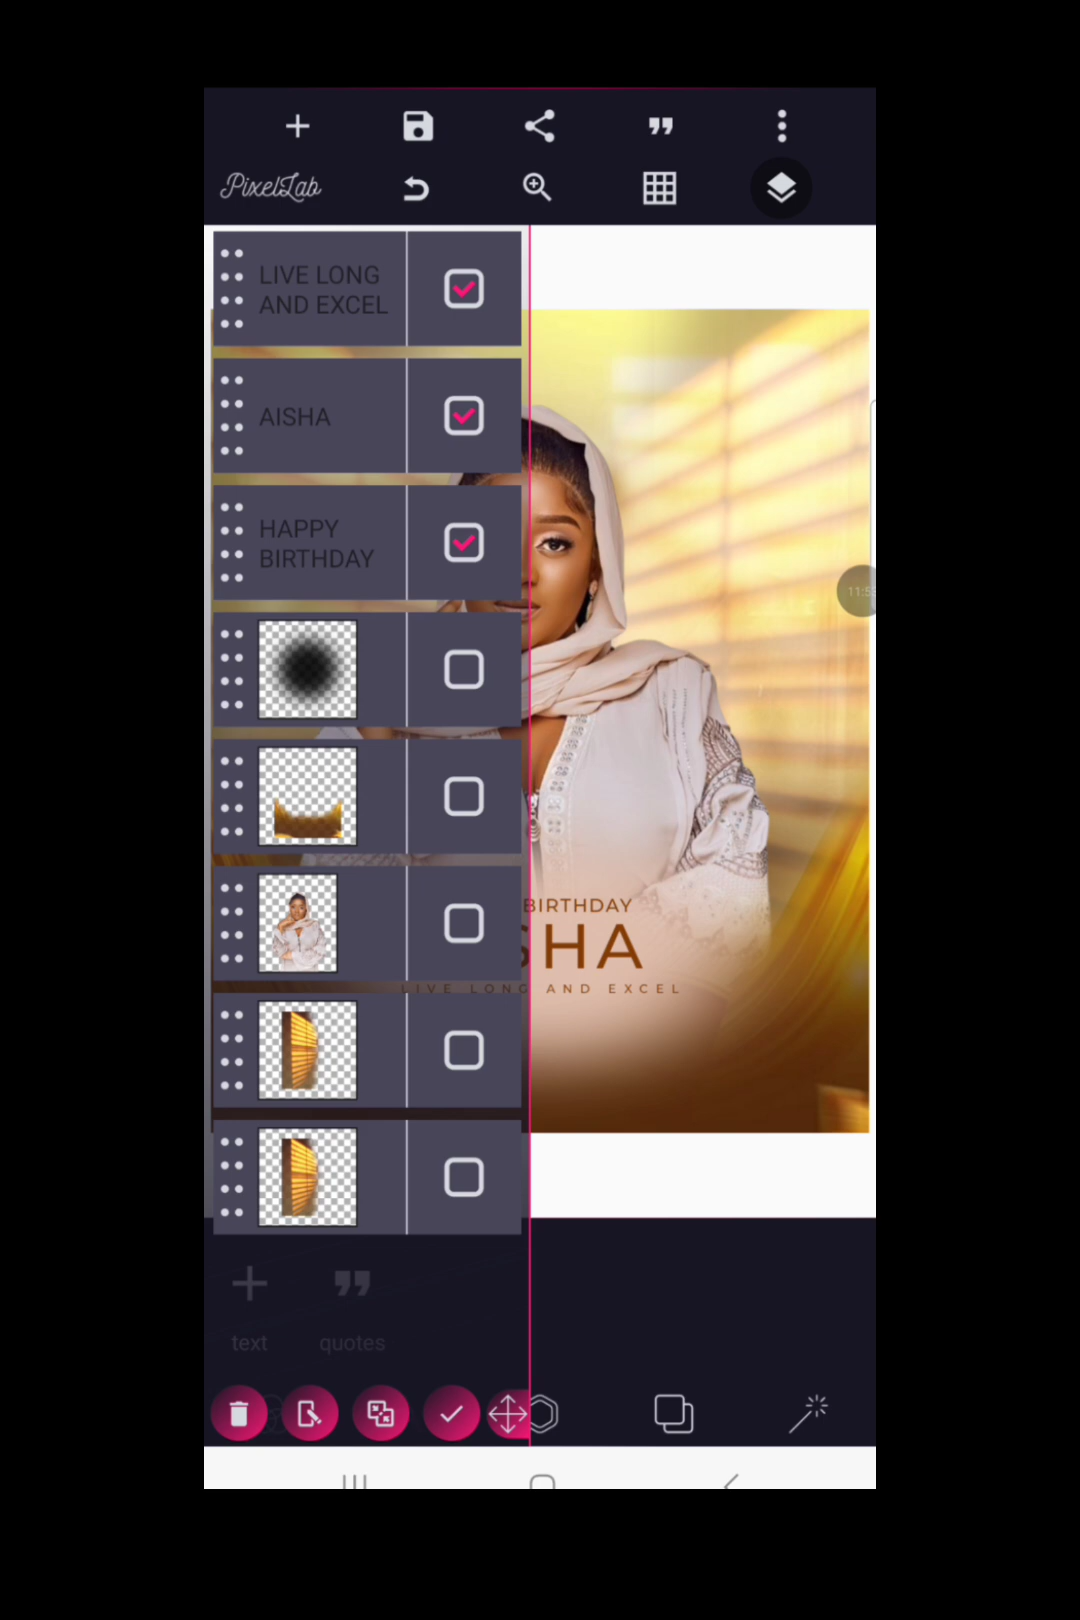 PixelLab
LIVE LONG
AND EXCEL
AISHA
HAPPY
BIRTHDAY
BIRTHDAY
SHA
LIVE LONG AND EXCEL
text
quotes